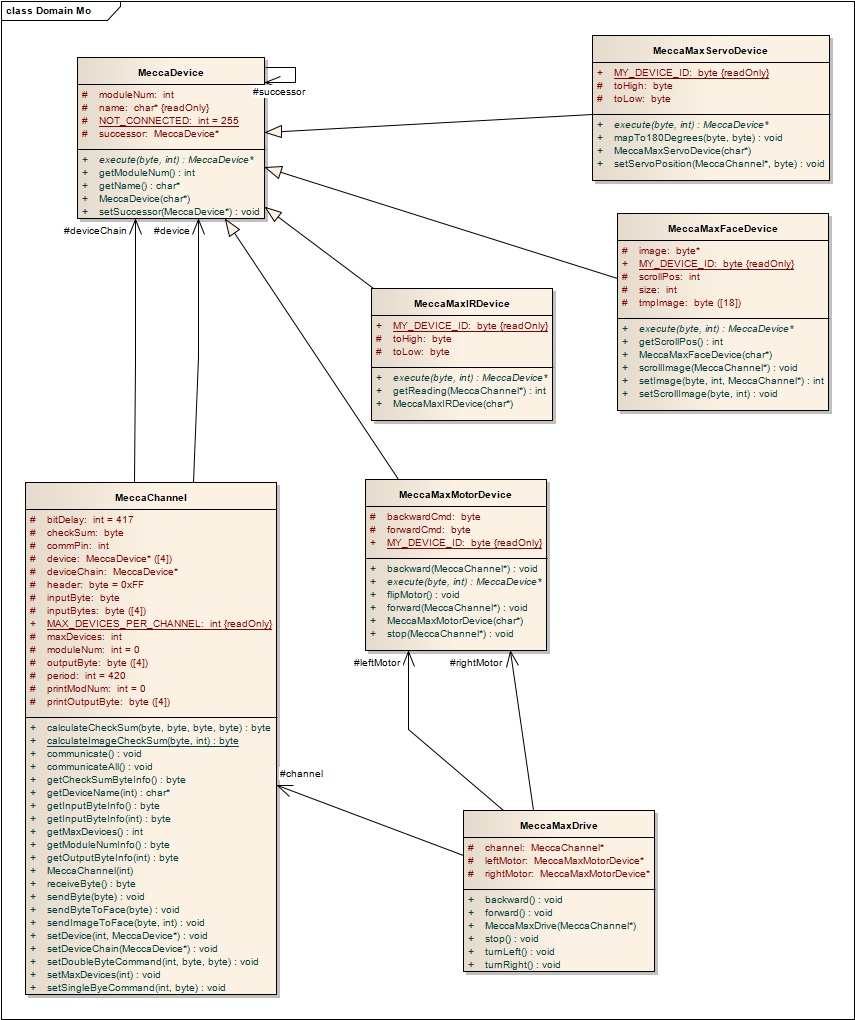 class Domain Mo
MeccaDevice
# moduleNum: int
# name: char* {readOnly}
# NOT_CONNECTED: int = 255
# successor: MeccaDevice*
+ execute(byte, int) : MeccaDevice*
+ getModuleNum() : int
+ getName() : char*
+ MeccaDevice(char*)
+ setSuccessor(MeccaDevice*) : void
#successor
MeccaMaxServoDevice
+ MY_DEVICE_ID: byte {readOnly}
# toHigh: byte
# toLow: byte
+ execute(byte, int) : MeccaDevice*
+ mapTo180Degrees(byte, byte) : void
+ MeccaMaxServoDevice(char*)
+ setServoPosition(MeccaChannel*, byte) : void
#deviceChain
#device
MeccaMaxFaceDevice
# image: byte*
+ MY_DEVICE_ID: byte {readOnly}
# scrollPos: int
# size: int
# tmpImage: byte ([18])
+ execute(byte, int) : MeccaDevice*
+ getScrollPos() : int
+ MeccaMaxFaceDevice(char*)
+ scrollImage(MeccaChannel*) : void
+ setImage(byte, int, MeccaChannel*) : int
+ setScrollImage(byte, int) : void
MeccaMaxIRDevice
+ MY_DEVICE_ID: byte {readOnly}
# toHigh: byte
# toLow: byte
+ execute(byte, int) : MeccaDevice*
+ getReading(MeccaChannel*) : int
+ MeccaMaxIRDevice(char*)
MeccaChannel
# bitDelay: int = 417
# checkSum: byte
# commPin: int
# device: MeccaDevice* ([4])
# deviceChain: MeccaDevice*
# header: byte = 0xFF
# inputByte: byte
# inputBytes: byte ([4])
+ MAX_DEVICES_PER_CHANNEL: int {readOnly}
# maxDevices: int
# moduleNum: int = 0
# outputByte: byte ([4])
# period: int = 420
# printModNum: int = 0
# printOutputByte: byte ([4])
+ calculateCheckSum(byte, byte, byte, byte) : byte
+ calculateImageCheckSum(byte, int) : byte
+ communicate() : void
+ communicateAll() : void
+ getCheckSumByteInfo() : byte
+ getDeviceName(int) : char*
+ getInputByteInfo() : byte
+ getInputByteInfo(int) : byte
+ getMaxDevices() : int
+ getModuleNumInfo() : byte
+ getOutputByteInfo(int) : byte
+ MeccaChannel(int)
+ receiveByte() : byte
+ sendByte(byte) : void
+ sendByteToFace(byte) : void
+ sendImageToFace(byte, int) : void
+ setDevice(int, MeccaDevice*) : void
+ setDeviceChain(MeccaDevice*) : void
+ setDoubleByteCommand(int, byte, byte) : void
+ setMaxDevices(int) : void
+ setSingleByeCommand(int, byte) : void
MeccaMaxMotorDevice
# backwardCmd: byte
# forwardCmd: byte
+ MY_DEVICE_ID: byte {readOnly}
+ backward(MeccaChannel*) : void
+ execute(byte, int) : MeccaDevice*
+ flipMotor() : void
+ forward(MeccaChannel*) : void
+ MeccaMaxMotorDevice(char*)
+ stop(MeccaChannel*) : void
#leftMotor
#rightMotor
#channel
MeccaMaxDrive
# channel: MeccaChannel*
# leftMotor: MeccaMaxMotorDevice*
# rightMotor: MeccaMaxMotorDevice*
+ backward() : void
+ forward() : void
+ MeccaMaxDrive(MeccaChannel*)
+ stop() : void
+ turnLeft() : void
+ turnRight() : void